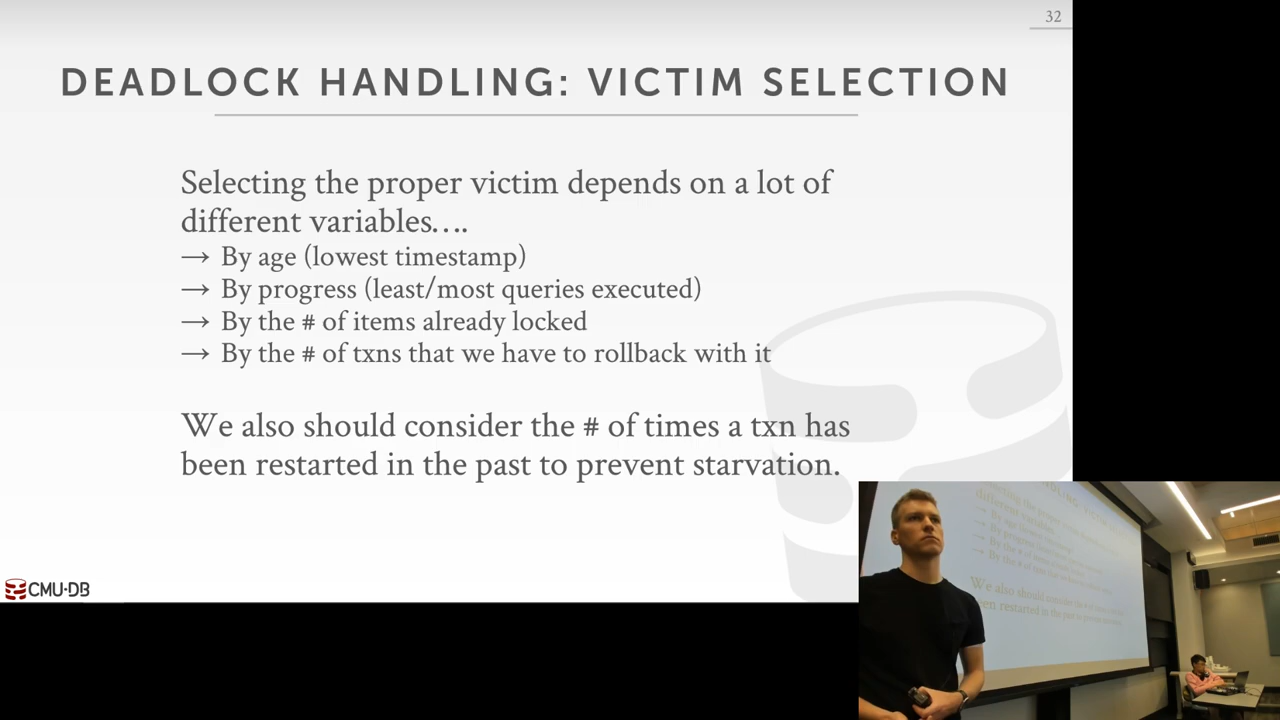 32
DEADLOCK HANDLING: VICTIM SELECTION
Selecting the proper victim depends on a lot of
different variables….
→ By age (lowest timestamp)
→ By progress (least/most queries executed)
→ By the # of items already locked
→ By the # of txns that we have to rollback with it
We also should consider the # of times a txn has
been restarted in the past to prevent starvation.
CMU·DB